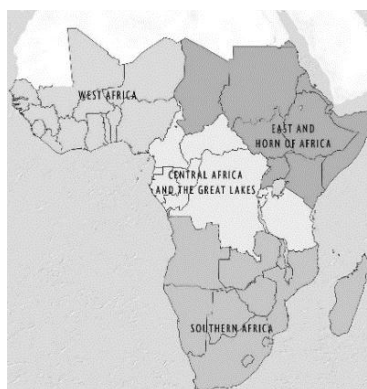 WEST AFRICA
EAST AND
HORN OF AFRICA
CENTRAL AFRICA
AND THE GREAT LAKES
SOUTHERN AFRICA